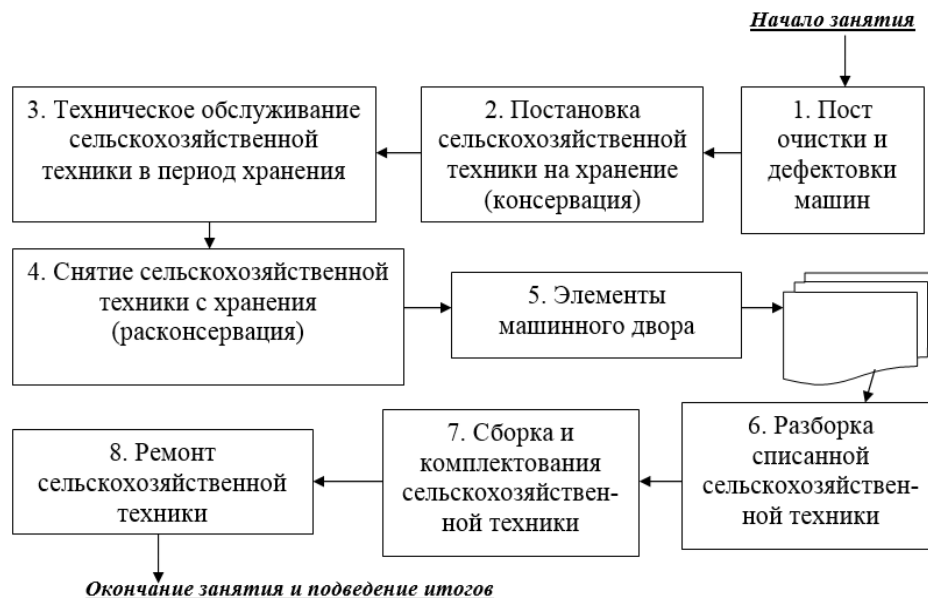 Начало занятия
1. Пост
очистки и
дефектовки
машин
2. Постановка
сельскохозяйственной
техники на хранение
(консервация)
3. Техническое обслуживание
сельскохозяйственной
техники в период хранения
4. Снятие сельскохозяйственной
техники с хранения
(расконсервация)
5. Элементы
машинного двора
6. Разборка
списанной
сельскохозяйствен-
ной техники
7. Сборка и
комплектования
сельскохозяйствен-
ной техники
8. Ремонт
сельскохозяйственной
техники
Окончание занятия и подведение итогов